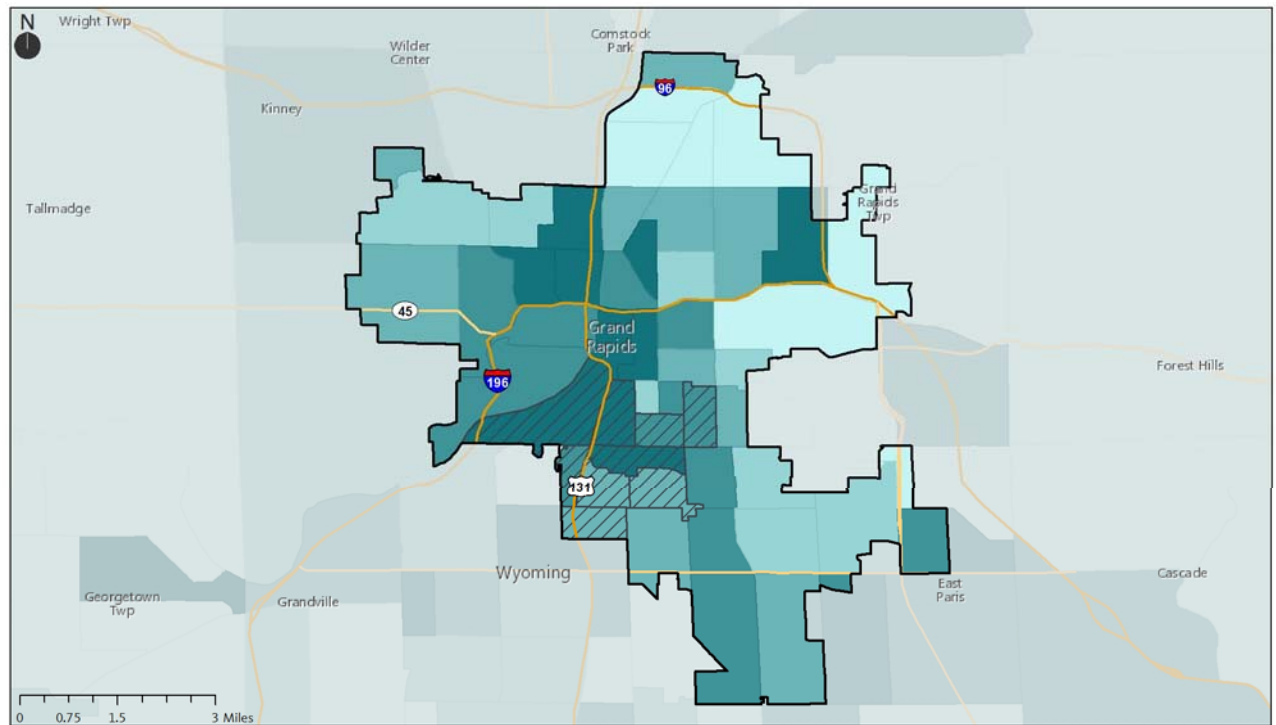 N
Wright Twp
Wilder
Center
Comstock
Park
96
Kinney
Tallmadge
Grand
Rapids
Twp
45
Grand
Rapids
Forest Hills
196
131
Wyoming
Georgetown
Twp
Grandville
East
Paris
Cascade
0 0.75 1.5 3 Miles